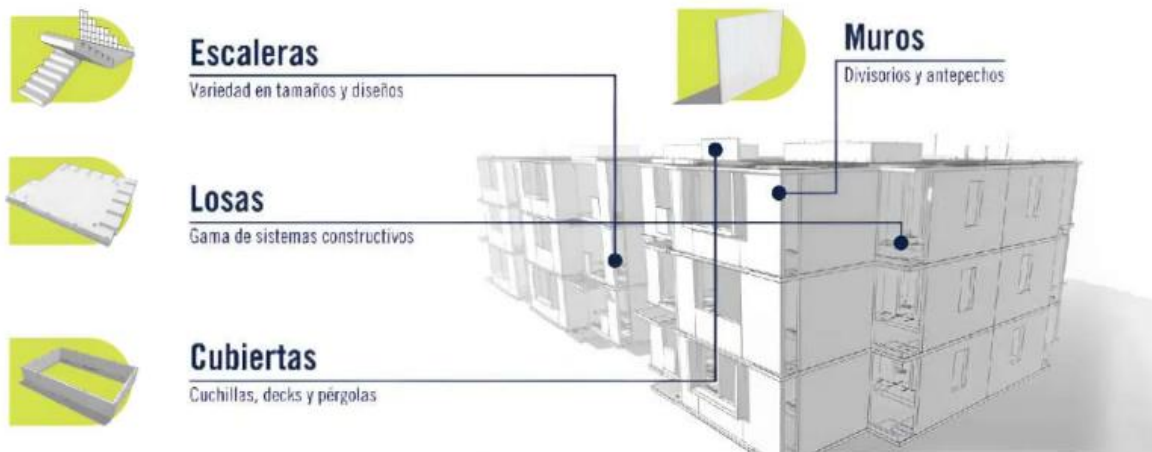 Escaleras
Variedad en tamaños y diseños
Muros
Divisorios y antepechos
Losas
Gama de sistemas constructivos
Cubiertas
Cuchillas, decks y pérgolas